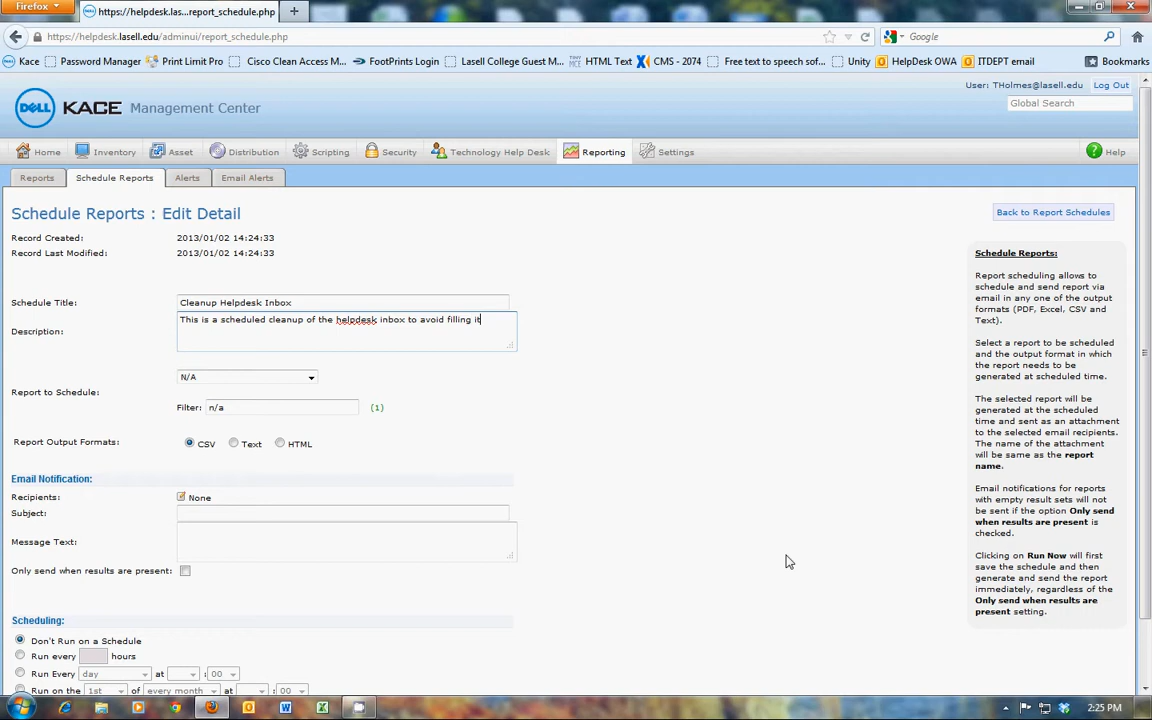 Firefox
https://helpdesk.las...report_schedule.php
https://helpdesk.lasell.edu/adminui/report_schedule.php
Google
Kace
Password Manager
Print Limit Pro
Cisco Clean Access M...
FootPrints Login
Lasell College Guest M...
HTML Text
CMS - 2074
Free text to speech sof...
Unity
HelpDesk OWA
ITDEPT email
Bookmarks
User: THolmes@lasell.edu
Log Out
DELL KACE Management Center
Global Search
Home
Inventory
Asset
Distribution
Scripting
Security
Technology Help Desk
Reporting
Settings
Help
Reports
Schedule Reports
Alerts
Email Alerts
Schedule Reports : Edit Detail
Back to Report Schedules
Record Created: 2013/01/02 14:24:33
Record Last Modified: 2013/01/02 14:24:33
Schedule Title: Cleanup Helpdesk Inbox
Description: This is a scheduled cleanup of the helpdesk inbox to avoid filling it
Report to Schedule: N/A
Filter: n/a (1)
Report Output Formats: CSV Text HTML
Email Notification:
Recipients: None
Subject:
Message Text:
Only send when results are present:
Scheduling:
Don't Run on a Schedule
Run every hours
Run Every day at : 00
Run on the 1st of every month at : 00
Schedule Reports:
Report scheduling allows to
schedule and send report via
email in any one of the output
formats (PDF, Excel, CSV and
Text).
Select a report to be scheduled
and the output format in which
the report needs to be
generated at scheduled time.
The selected report will be
generated at the scheduled
time and sent as an attachment
to the selected email recipients.
The name of the attachment
will be same as the report
name.
Email notifications for reports
with empty result sets will not
be sent if the option Only send
when results are present is
checked.
Clicking on Run Now will first
save the schedule and then
generate and send the report
immediately, regardless of the
Only send when results are
present setting.
2:25 PM